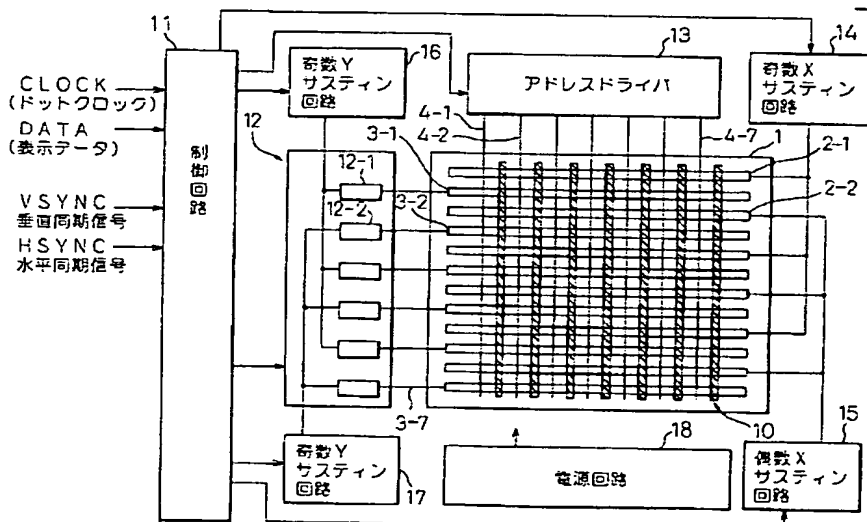 11
16
13
14
奇数Y
サスティン
回路
アドレスドライバ
奇数X
サスティン
回路
CLOCK
(ドットクロック)
DATA
(表示データ)
VSYNC
垂直同期信号
HSYNC
水平同期信号
制御回路
12
12-1
12-2
3-1
3-2
4-1
4-2
4-7
1
2-1
2-2
3-7
10
奇数Y
サスティン
回路
17
電源回路
18
偶数X
サスティン
回路
15